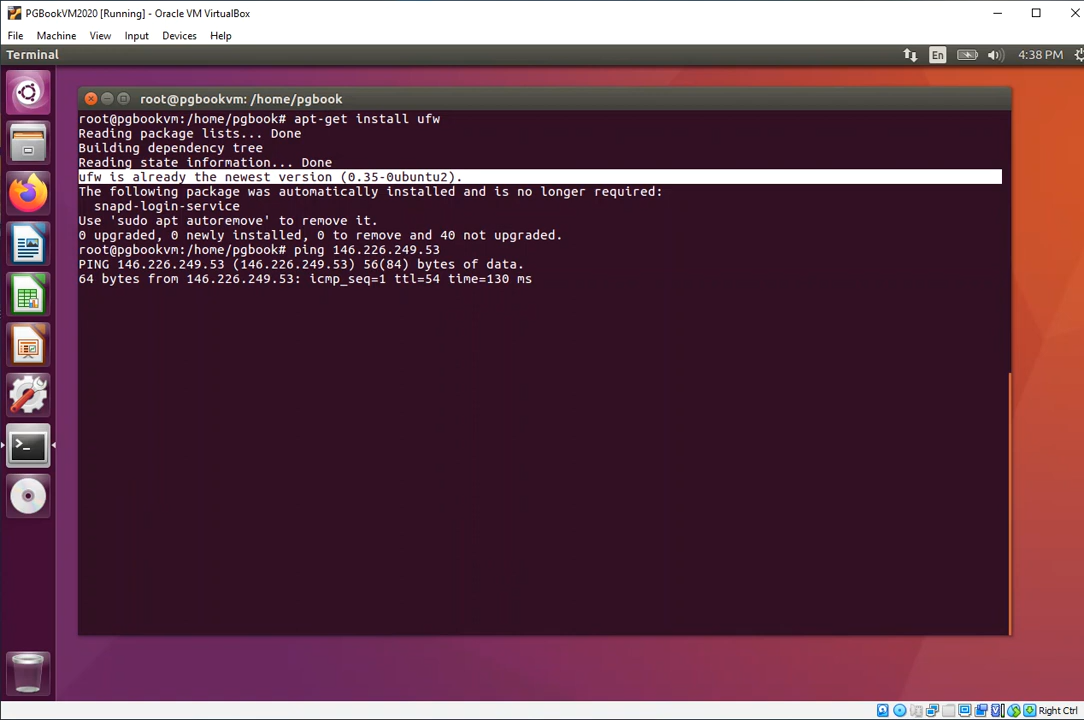 PGBookVM2020 [Running] - Oracle VM VirtualBox
File Machine View Input Devices Help
Terminal En 4:38 PM
root@pgbookvm: /home/pgbook
root@pgbookvm:/home/pgbook# apt-get install ufw
Reading package lists... Done
Building dependency tree
Reading state information... Done
ufw is already the newest version (0.35-0ubuntu2).
The following package was automatically installed and is no longer required:
  snapd-login-service
Use 'sudo apt autoremove' to remove it.
0 upgraded, 0 newly installed, 0 to remove and 40 not upgraded.
root@pgbookvm:/home/pgbook# ping 146.226.249.53
PING 146.226.249.53 (146.226.249.53) 56(84) bytes of data.
64 bytes from 146.226.249.53: icmp_seq=1 ttl=54 time=130 ms
>_
Right Ctrl